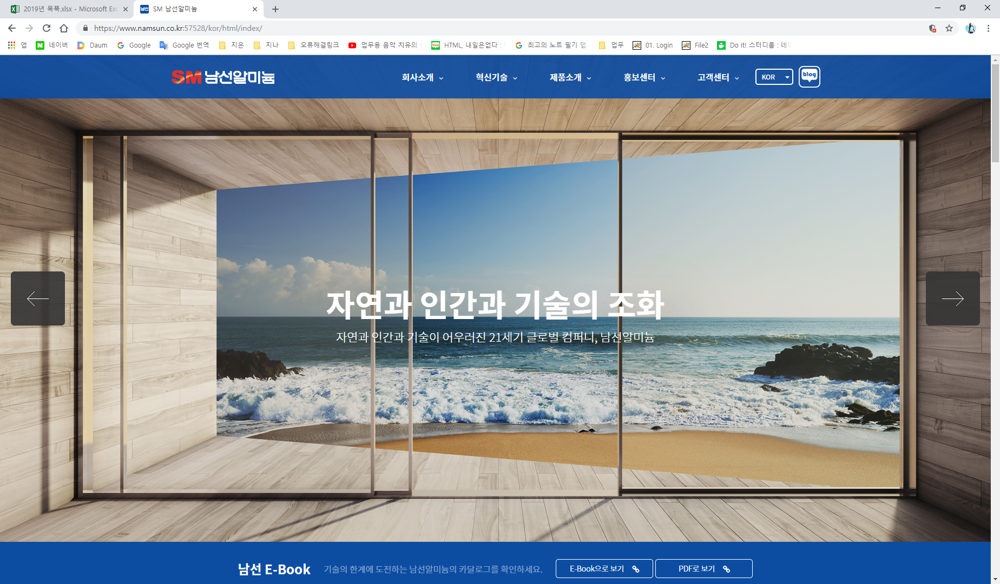 2019년 목푝.xlsx - Microsoft Exc
SM 남선알미늄
https://www.namsun.co.kr:57528/kor/html/index/
앱
네이버
Daum
Google
Google 번역
지은
지나
오류해결링크
업무용 음악 치유의
HTML, 내일은없다 :
최고의 노트 필기 앱
업무
01. Login
File2
Do it! 스터디룸 : 네이
SM 남선알미늄
회사소개
혁신기술
제품소개
홍보센터
고객센터
KOR
blog
자연과 인간과 기술의 조화
자연과 인간과 기술이 어우러진 21세기 글로벌 컴퍼니, 남선알미늄
남선 E-Book
기술의 한계에 도전하는 남선알미늄의 카달로그를 확인하세요.
E-Book으로 보기
PDF로 보기